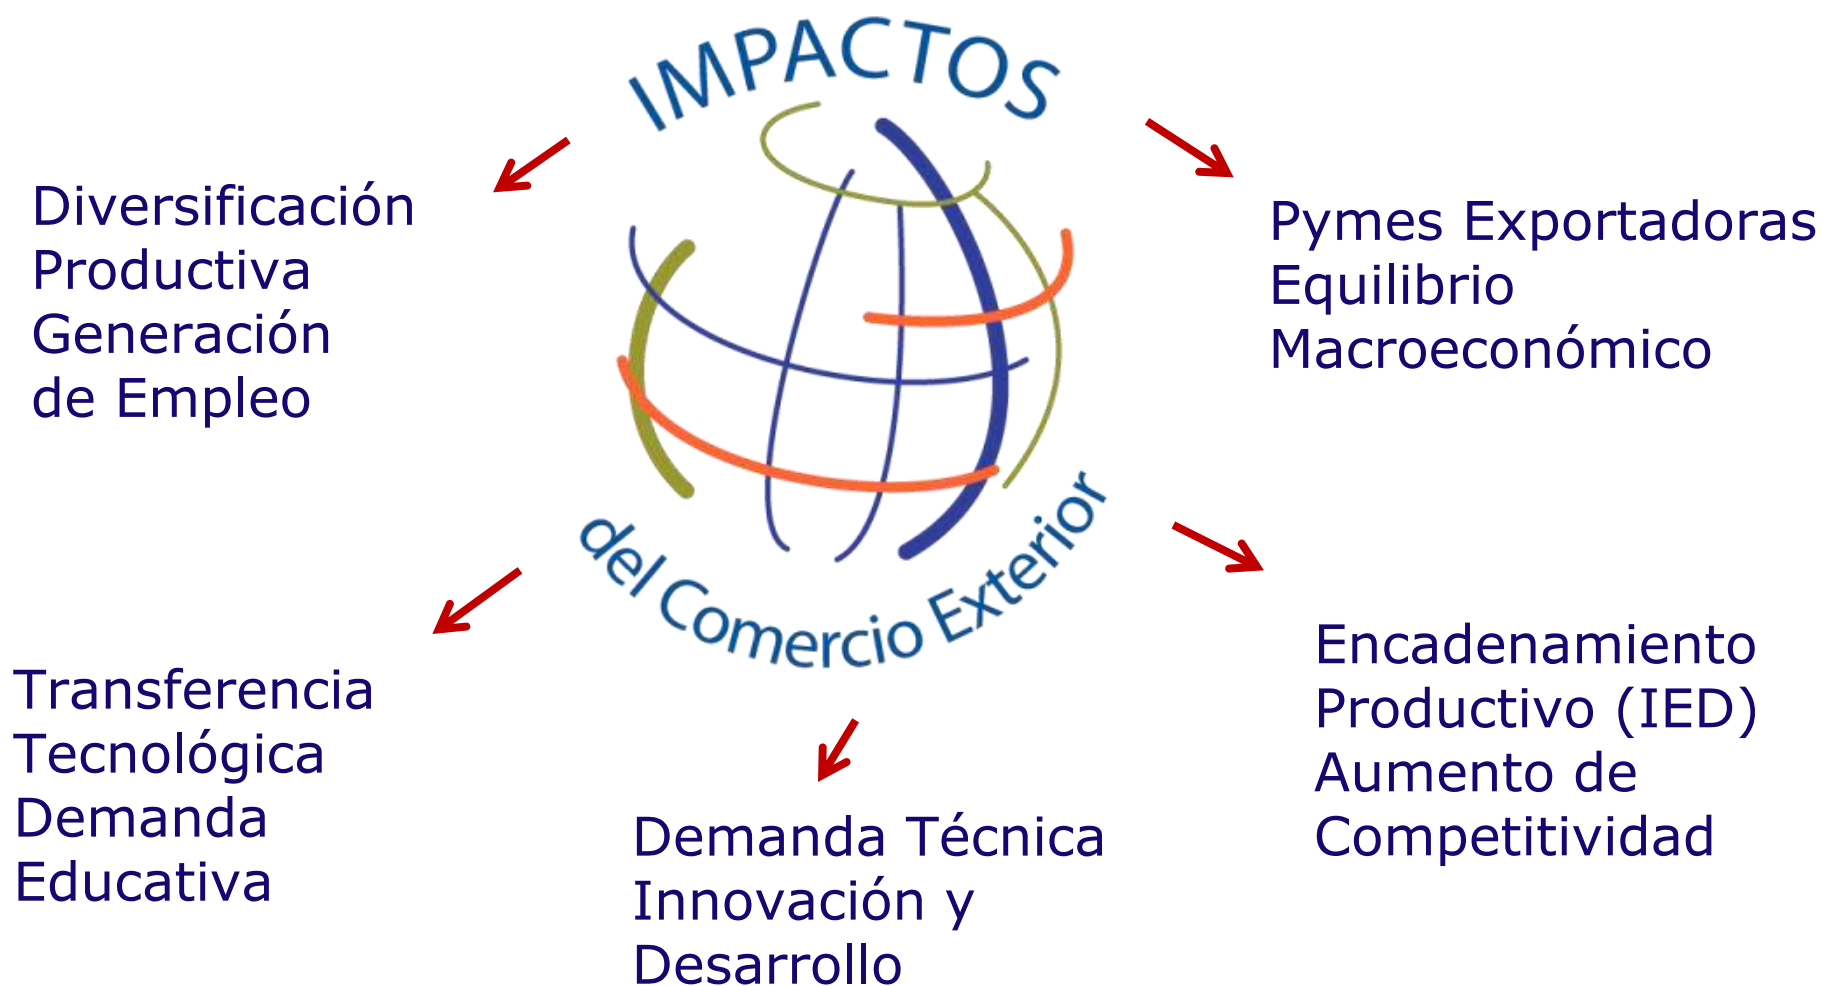 IMPACTOS
del Comercio Exterior
Diversificación
Productiva
Generación
de Empleo
Pymes Exportadoras
Equilibrio
Macroeconómico
Transferencia
Tecnológica
Demanda
Educativa
Demanda Técnica
Innovación y
Desarrollo
Encadenamiento
Productivo (IED)
Aumento de
Competitividad